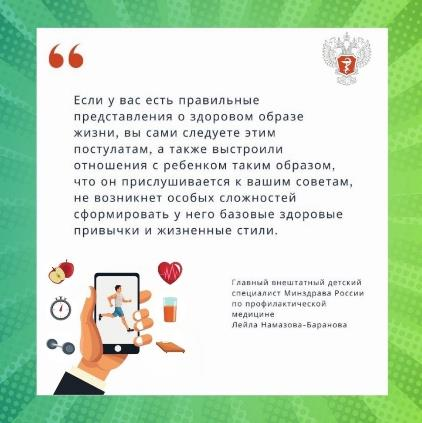 Если у вас есть правильные
представления о здоровом образе
жизни, вы сами следуете этим
постулатам, а также выстроили
отношения с ребенком таким образом,
что он прислушивается к вашим советам,
не возникнет особых сложностей
сформировать у него базовые здоровые
привычки и жизненные стили.
Главный внештатный детский
специалист Минздрава России
по профилактической
медицине
Лейла Намазова-Баранова